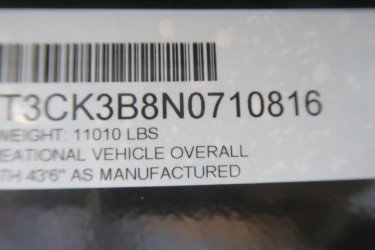 T3CK3B8N0710816
WEIGHT: 11010 LBS
EATIONAL VEHICLE OVERALL
TH 43'6" AS MANUFACTURED